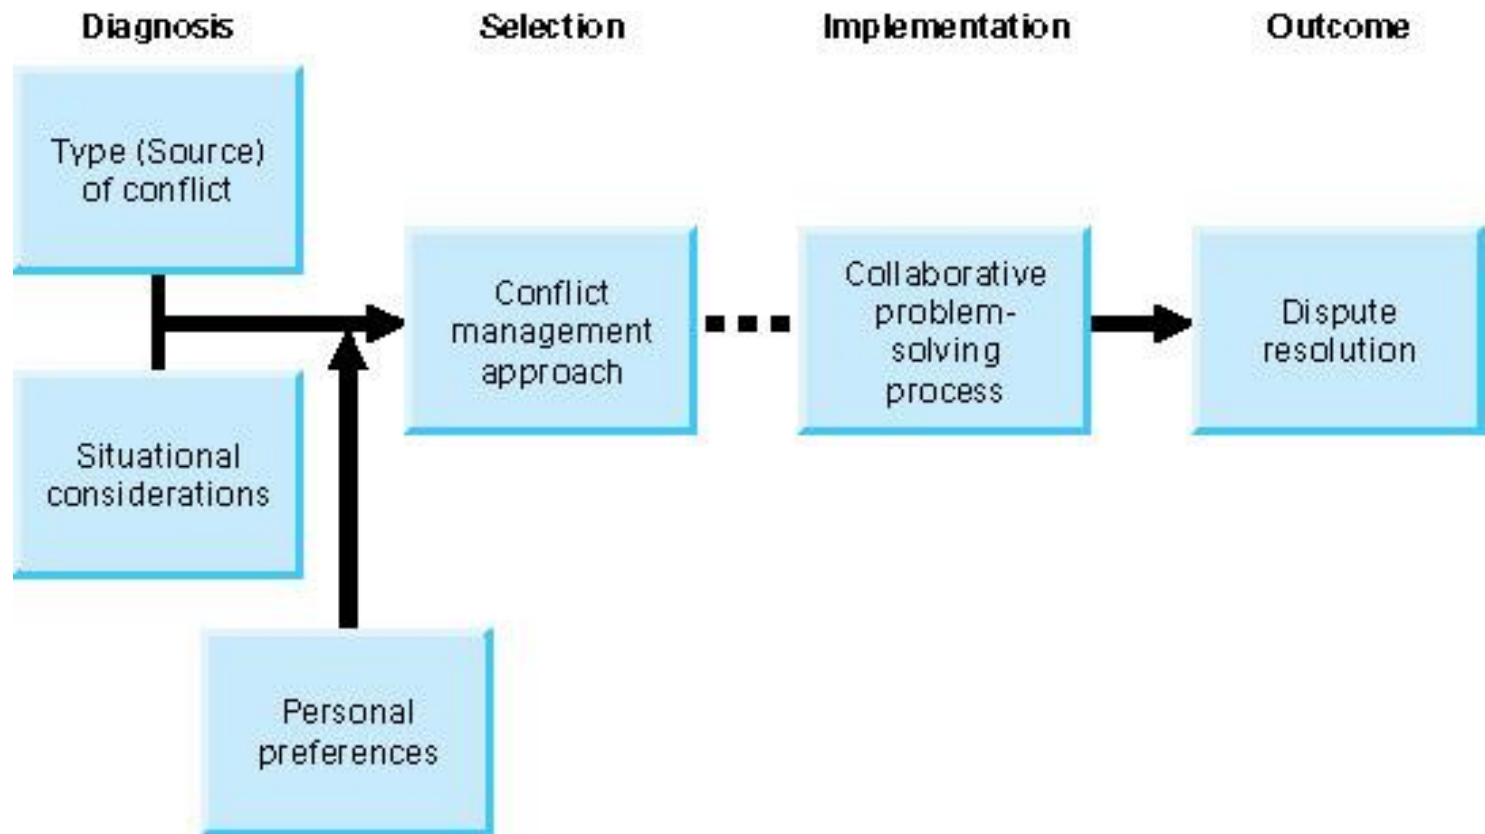 Diagnosis
Selection
Implementation
Outcome
Type (Source)
of conflict
Situational
considerations
Personal
preferences
Conflict
management
approach
Collaborative
problem-
solving
process
Dispute
resolution